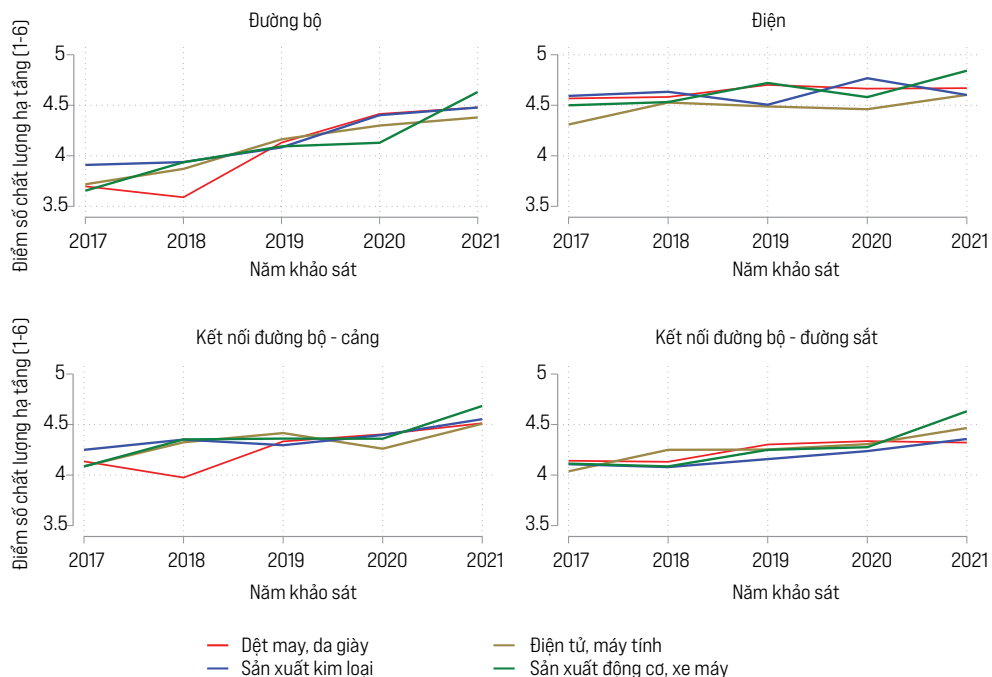 Đường bộ
Điện
Điểm số chất lượng hạ tầng (1-6)
5
4.5
4
3.5
2017 2018 2019 2020 2021
Năm khảo sát
5
4.5
4
3.5
2017 2018 2019 2020 2021
Năm khảo sát
Kết nối đường bộ - cảng
Kết nối đường bộ - đường sắt
Điểm số chất lượng hạ tầng (1-6)
5
4.5
4
3.5
2017 2018 2019 2020 2021
Năm khảo sát
5
4.5
4
3.5
2017 2018 2019 2020 2021
Năm khảo sát
Dệt may, da giày
Điện tử, máy tính
Sản xuất kim loại
Sản xuất động cơ, xe máy